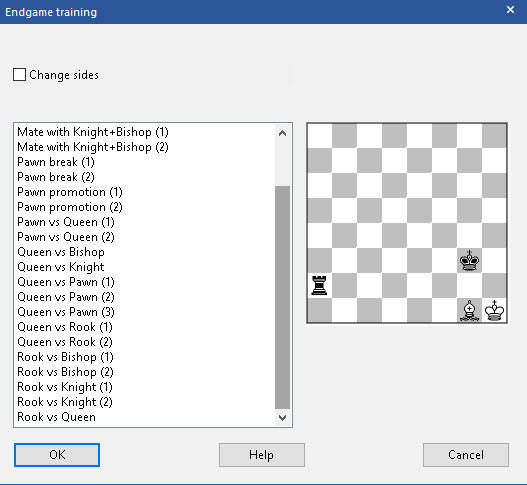 Endgame training
Change sides
Mate with Knight+Bishop (1)
Mate with Knight+Bishop (2)
Pawn break (1)
Pawn break (2)
Pawn promotion (1)
Pawn promotion (2)
Pawn vs Queen (1)
Pawn vs Queen (2)
Queen vs Bishop
Queen vs Knight
Queen vs Pawn (1)
Queen vs Pawn (2)
Queen vs Pawn (3)
Queen vs Rook (1)
Queen vs Rook (2)
Rook vs Bishop (1)
Rook vs Bishop (2)
Rook vs Knight (1)
Rook vs Knight (2)
Rook vs Queen
OK
Help
Cancel